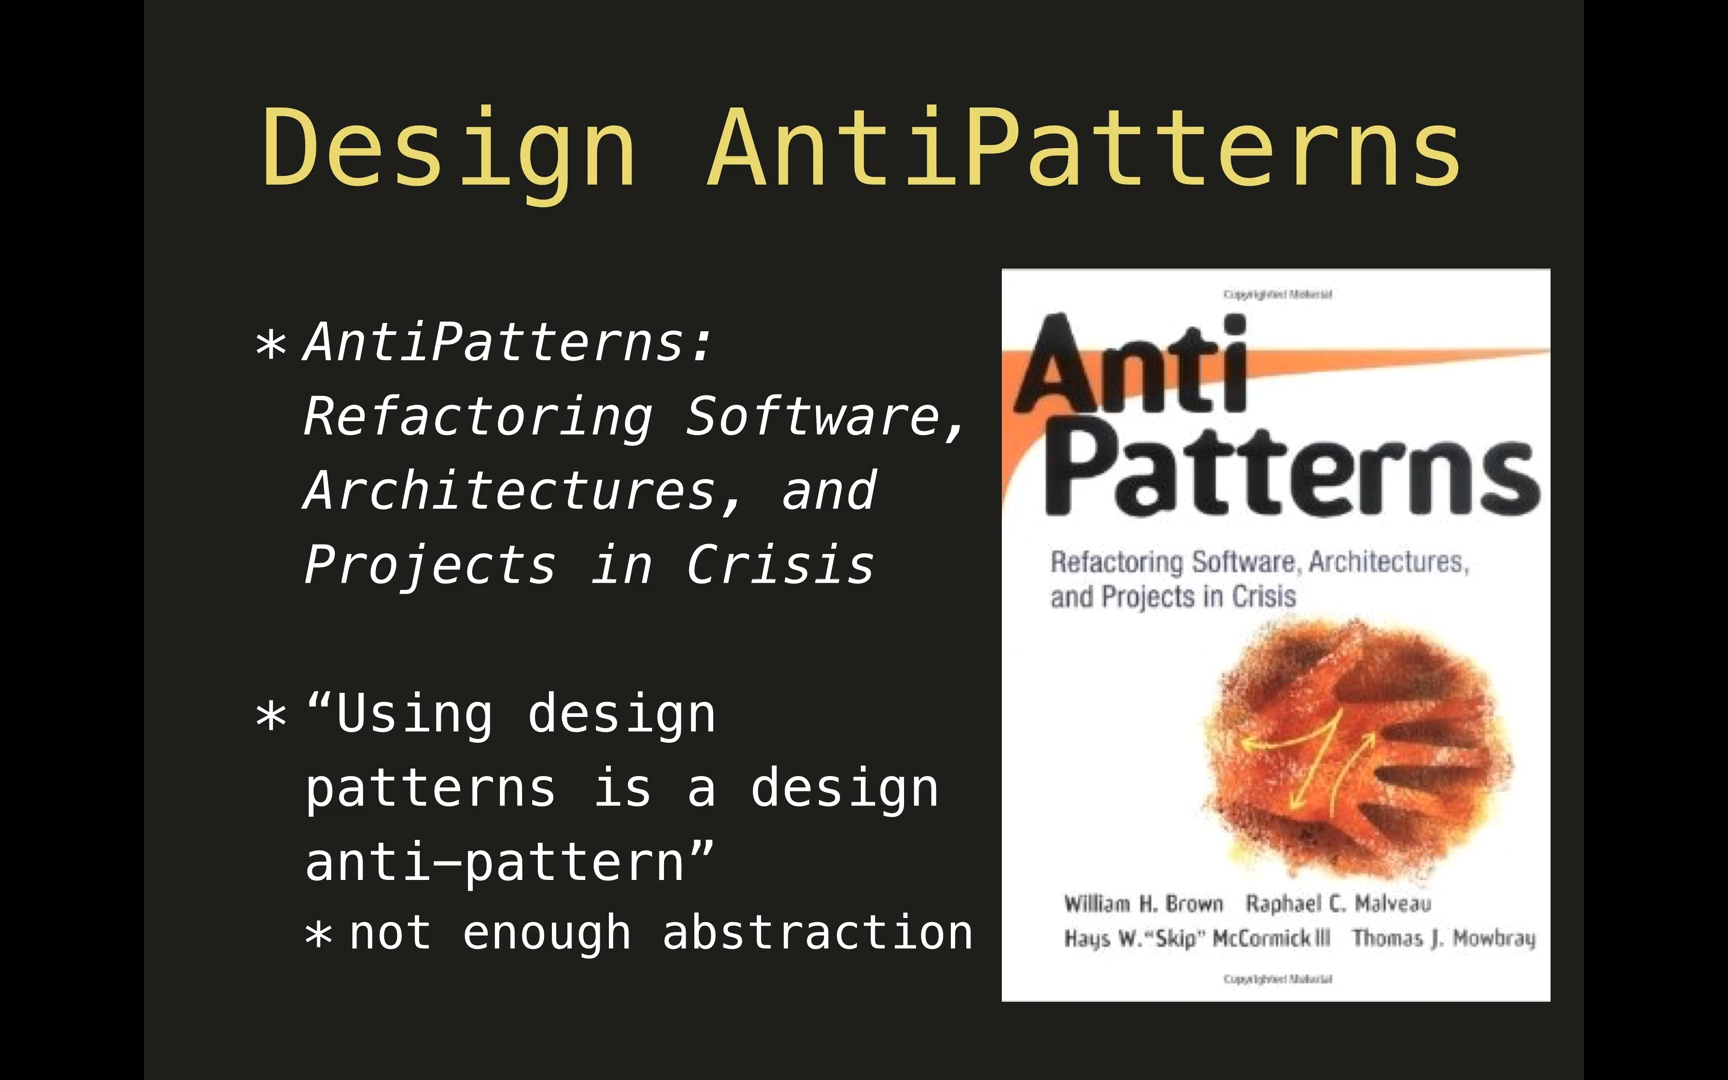 Design AntiPatterns
* AntiPatterns:
Refactoring Software,
Architectures, and
Projects in Crisis
* “Using design
patterns is a design
anti–pattern”
* not enough abstraction
Copyrighted Material
Anti
Patterns
Refactoring Software, Architectures,
and Projects in Crisis
William H. Brown Raphael C. Malveau
Hays W. “Skip” McCormick III Thomas J. Mowbray
Copyrighted Material